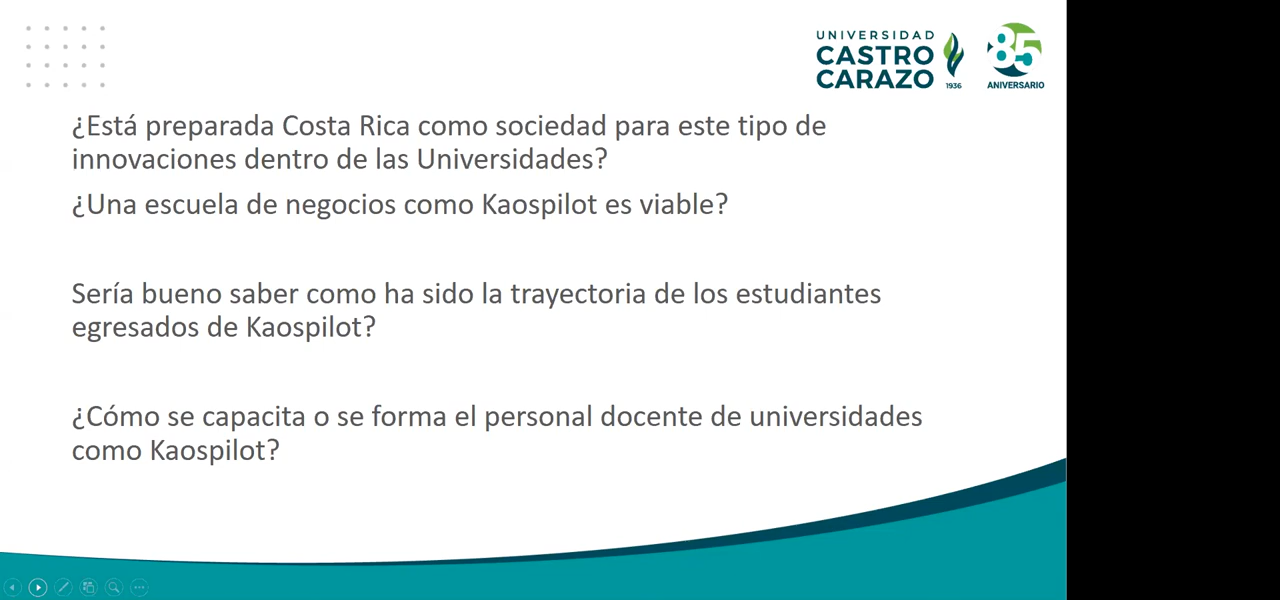 UNIVERSIDAD
CASTRO
CARAZO
1936
85
ANIVERSARIO
¿Está preparada Costa Rica como sociedad para este tipo de
innovaciones dentro de las Universidades?
¿Una escuela de negocios como Kaospilot es viable?
Sería bueno saber como ha sido la trayectoria de los estudiantes
egresados de Kaospilot?
¿Cómo se capacita o se forma el personal docente de universidades
como Kaospilot?